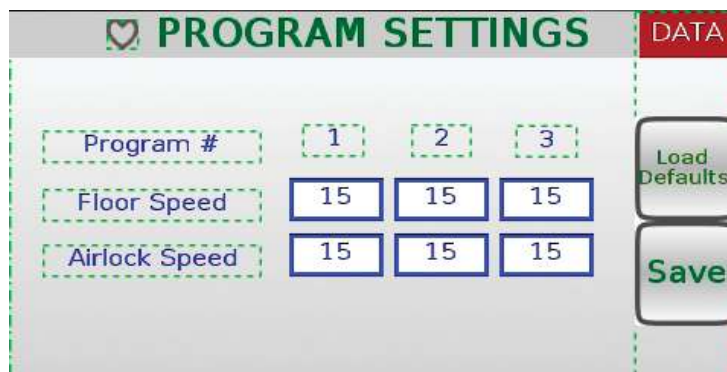 PROGRAM SETTINGS DATA
Program # 1 2 3
Floor Speed 15 15 15
Airlock Speed 15 15 15
Load
Defaults
Save